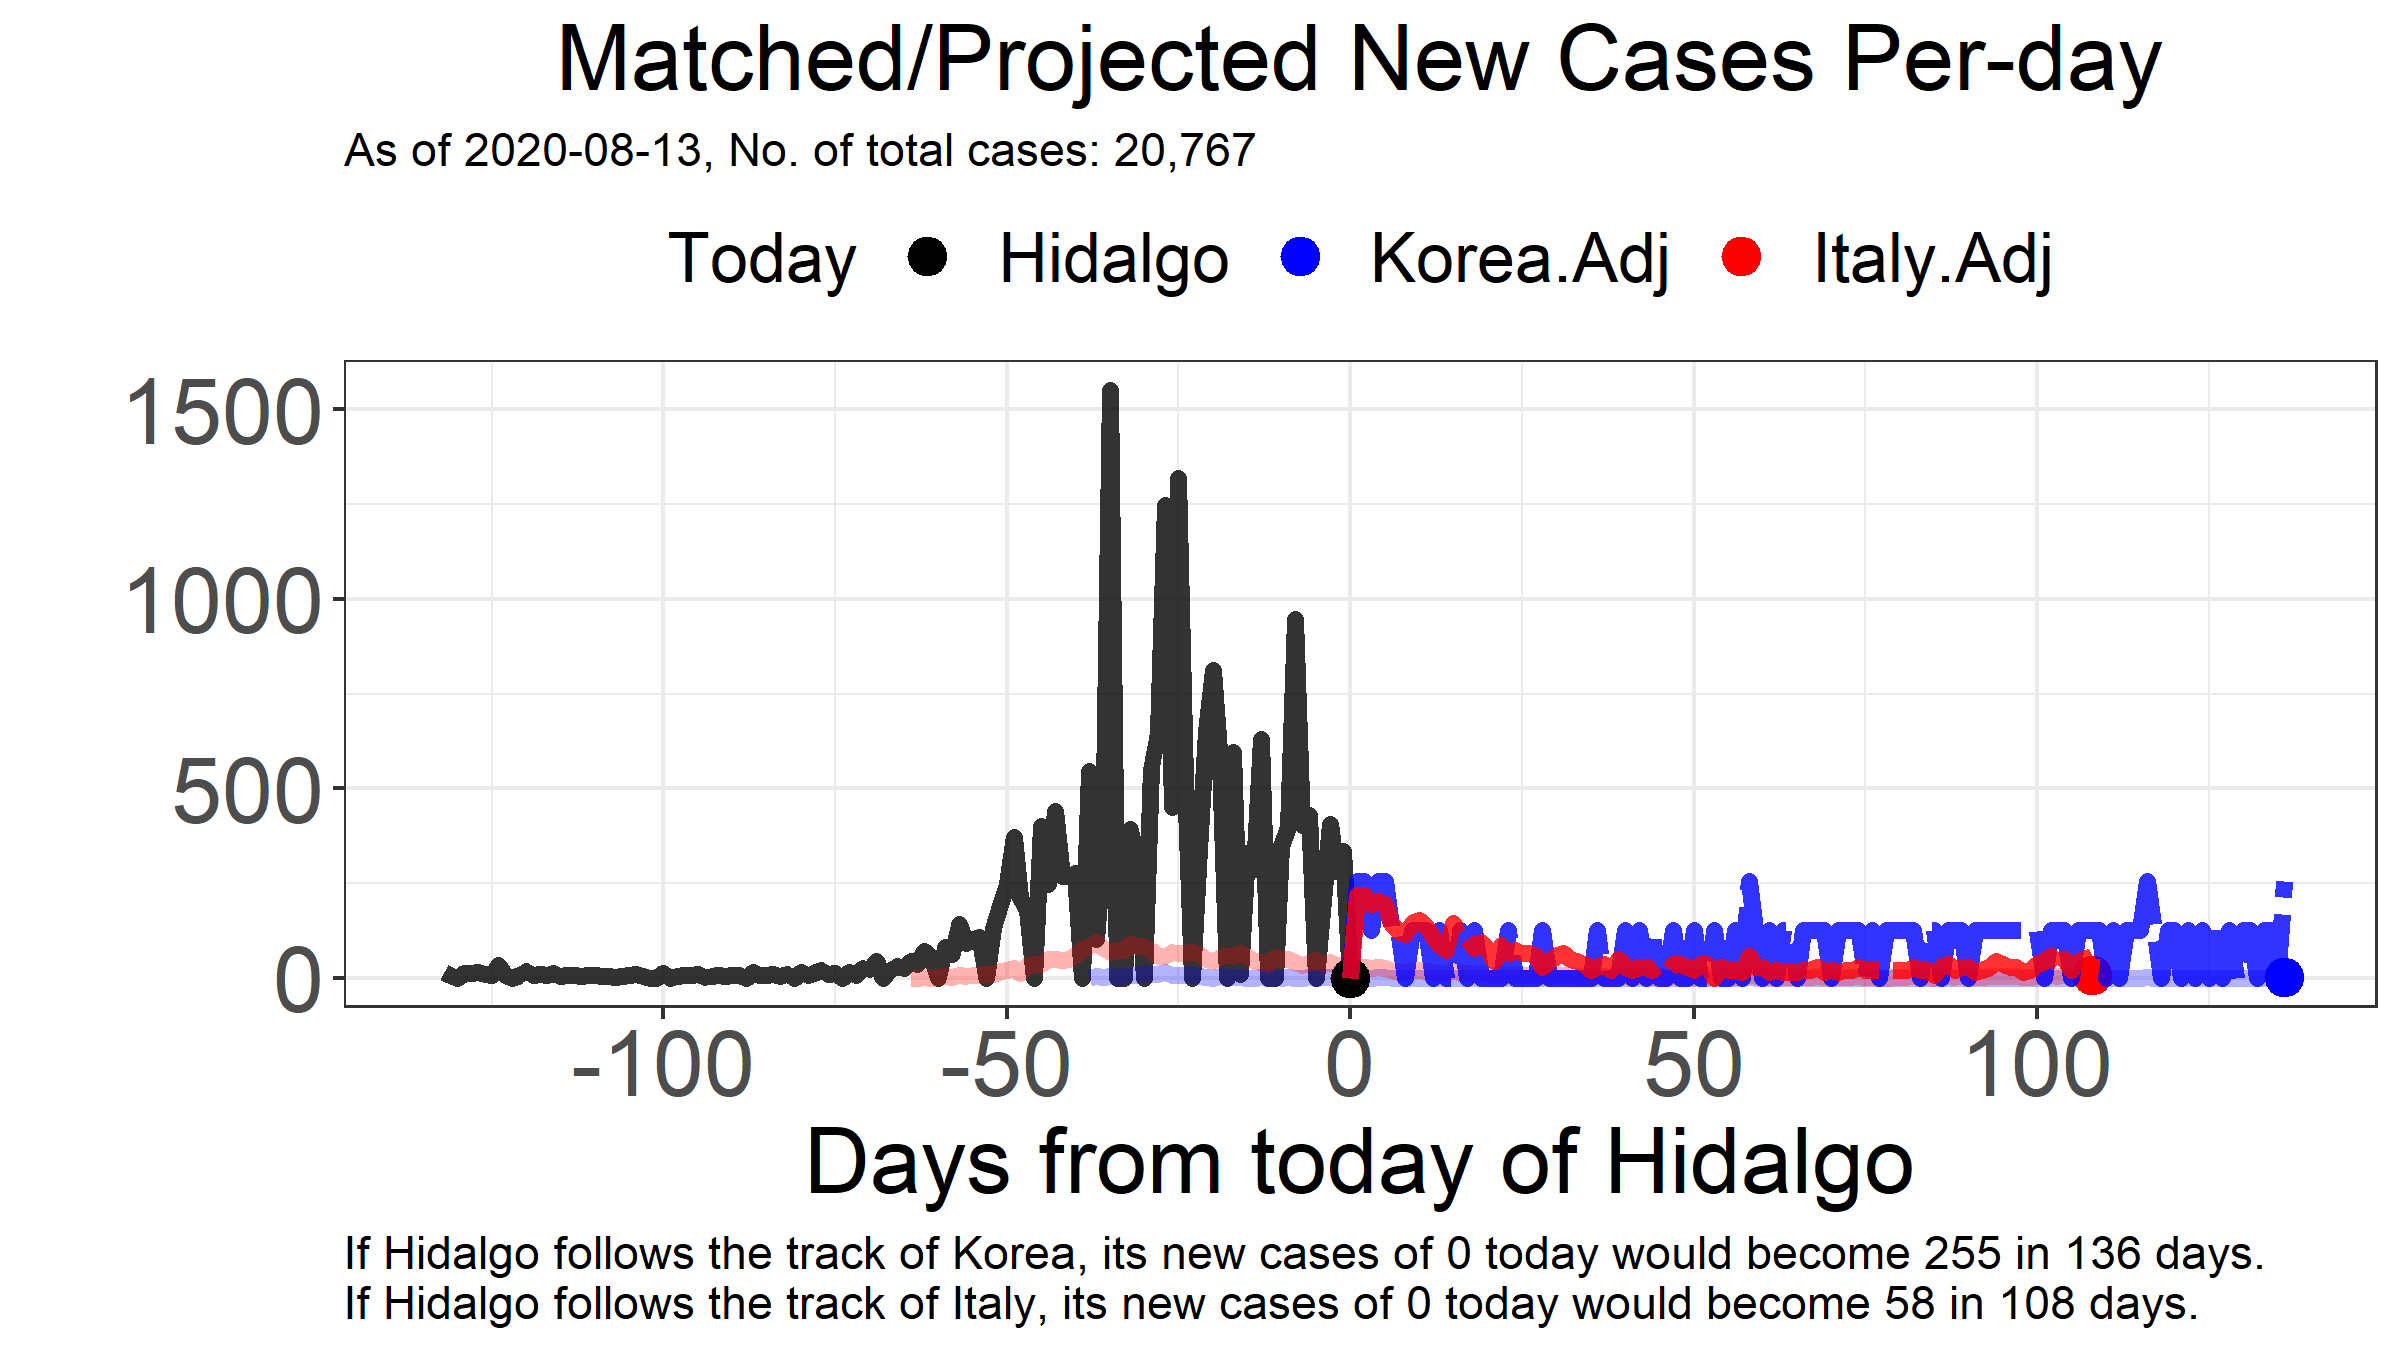 Matched/Projected New Cases Per-day
As of 2020-08-13, No. of total cases: 20,767
Today Hidalgo Korea.Adj Italy.Adj
1500
1000
500
0
-100 -50 0 50 100
Days from today of Hidalgo
If Hidalgo follows the track of Korea, its new cases of 0 today would become 255 in 136 days.
If Hidalgo follows the track of Italy, its new cases of 0 today would become 58 in 108 days.